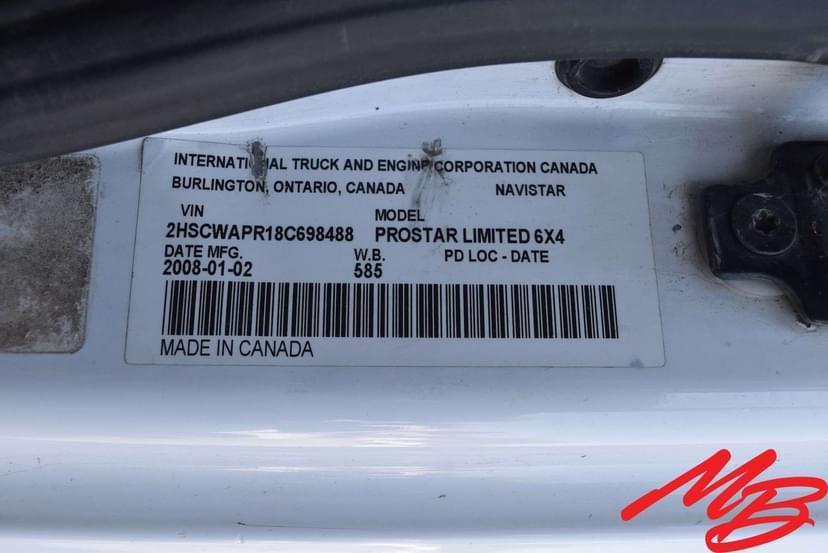 INTERNATIONAL TRUCK AND ENGINE CORPORATION CANADA
BURLINGTON, ONTARIO, CANADA NAVISTAR
VIN MODEL
2HSCWAPR18C698488 PROSTAR LIMITED 6X4
DATE MFG. W.B. PD LOC - DATE
2008-01-02 585
MADE IN CANADA
MB